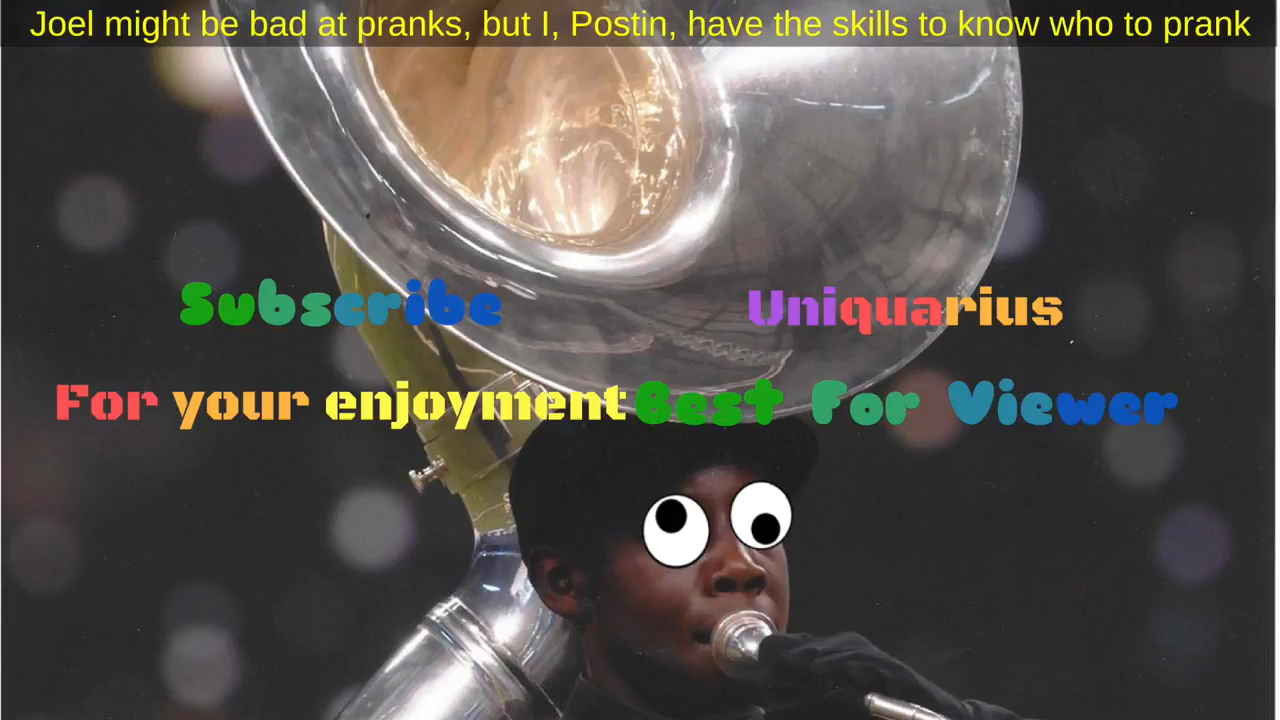 Joel might be bad at pranks, but I, Postin, have the skills to know who to prank
Subscribe
Uniquarius
For your enjoyment
Best For Viewer